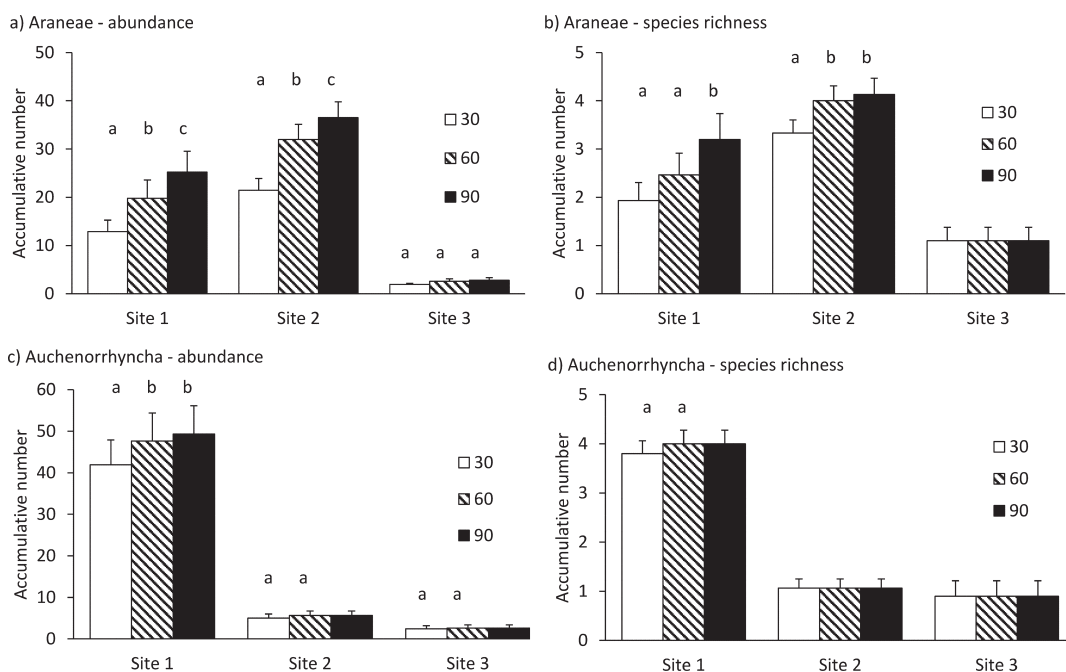 a) Araneae - abundance
50
40
30
20
10
0
Accumulative number
a b c
a b c
a a a
30
60
90
Site 1 Site 2 Site 3
b) Araneae - species richness
5
4
3
2
1
0
Accumulative number
a a b
a b b
30
60
90
Site 1 Site 2 Site 3
c) Auchenorrhyncha - abundance
60
50
40
30
20
10
0
Accumulative number
a b b
a a
a a
30
60
90
Site 1 Site 2 Site 3
d) Auchenorrhyncha - species richness
5
4
3
2
1
0
Accumulative number
a a
30
60
90
Site 1 Site 2 Site 3